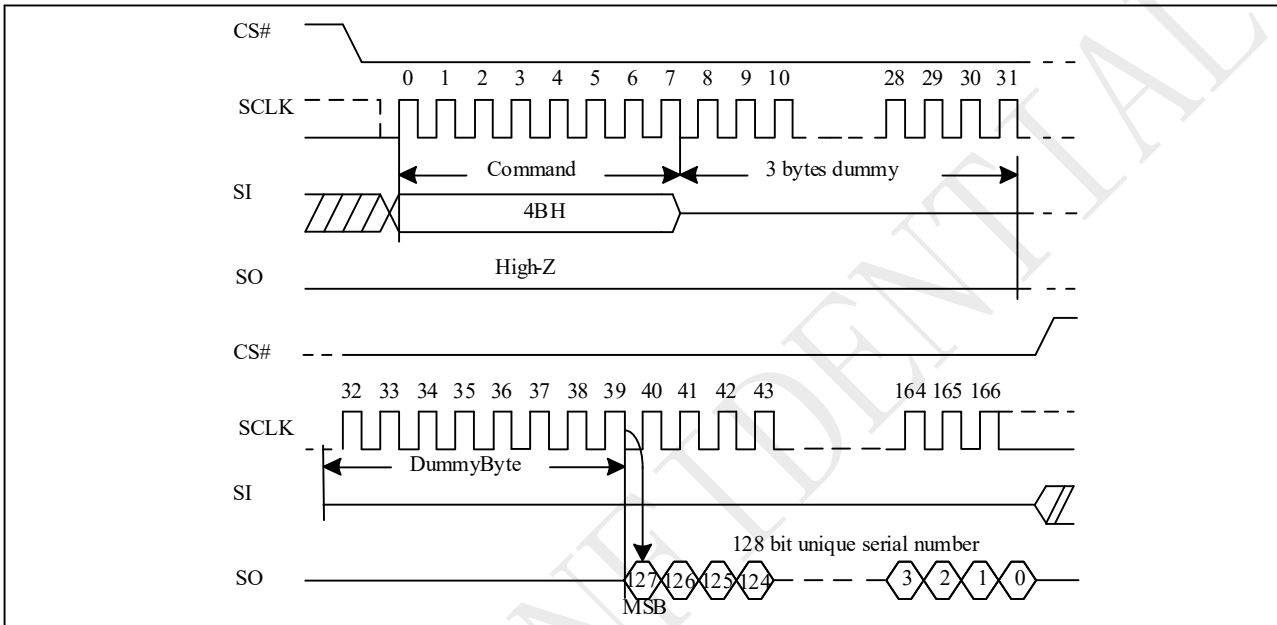 CS#
0 1 2 3 4 5 6 7 8 9 10 28 29 30 31
SCLK
Command 3 bytes dummy
SI
4BH
High-Z
SO
CS#
32 33 34 35 36 37 38 39 40 41 42 43 164 165 166
SCLK
DummyByte
SI
128 bit unique serial number
SO 127 126 125 124 3 2 1 0
MSB
NFIDENTIAL